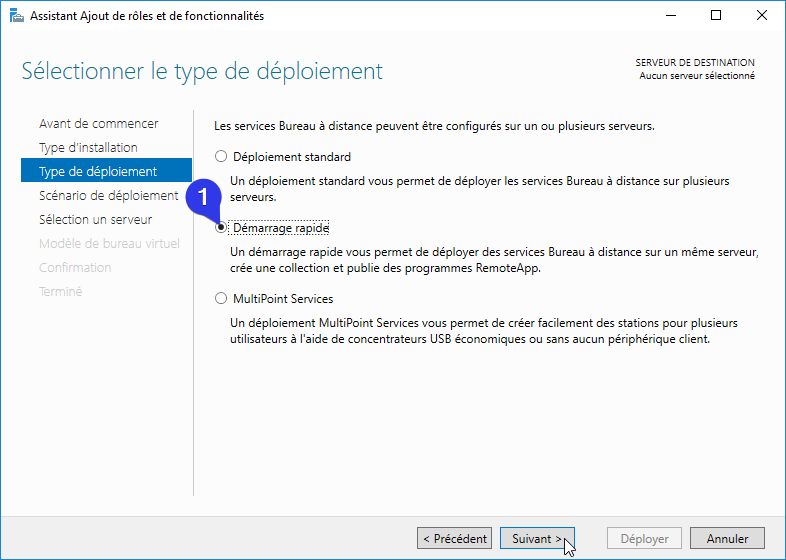 Assistant Ajout de rôles et de fonctionnalités
Sélectionner le type de déploiement
SERVEUR DE DESTINATION
Aucun serveur sélectionné
Avant de commencer
Type d'installation
Type de déploiement
Scénario de déploiement
Sélection un serveur
Modèle de bureau virtuel
Confirmation
Terminé
Les services Bureau à distance peuvent être configurés sur un ou plusieurs serveurs.
Déploiement standard
Un déploiement standard vous permet de déployer les services Bureau à distance sur plusieurs
serveurs.
1
Démarrage rapide
Un démarrage rapide vous permet de déployer des services Bureau à distance sur un même serveur,
crée une collection et publie des programmes RemoteApp.
MultiPoint Services
Un déploiement MultiPoint Services vous permet de créer facilement des stations pour plusieurs
utilisateurs à l'aide de concentrateurs USB économiques ou sans aucun périphérique client.
< Précédent
Suivant >
Déployer
Annuler